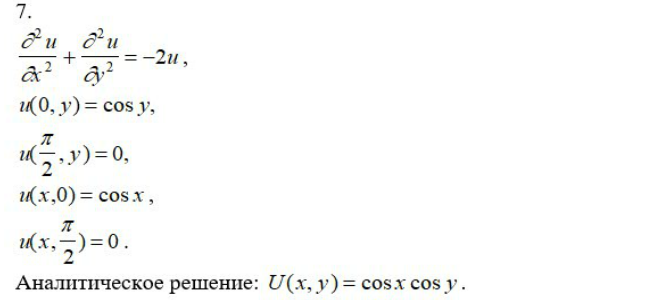 7.
∂²u/∂x² + ∂²u/∂y² = −2u,
u(0, y) = cos y,
u(π/2, y) = 0,
u(x,0) = cos x,
u(x, π/2) = 0.
Аналитическое решение: U(x, y) = cos x cos y.